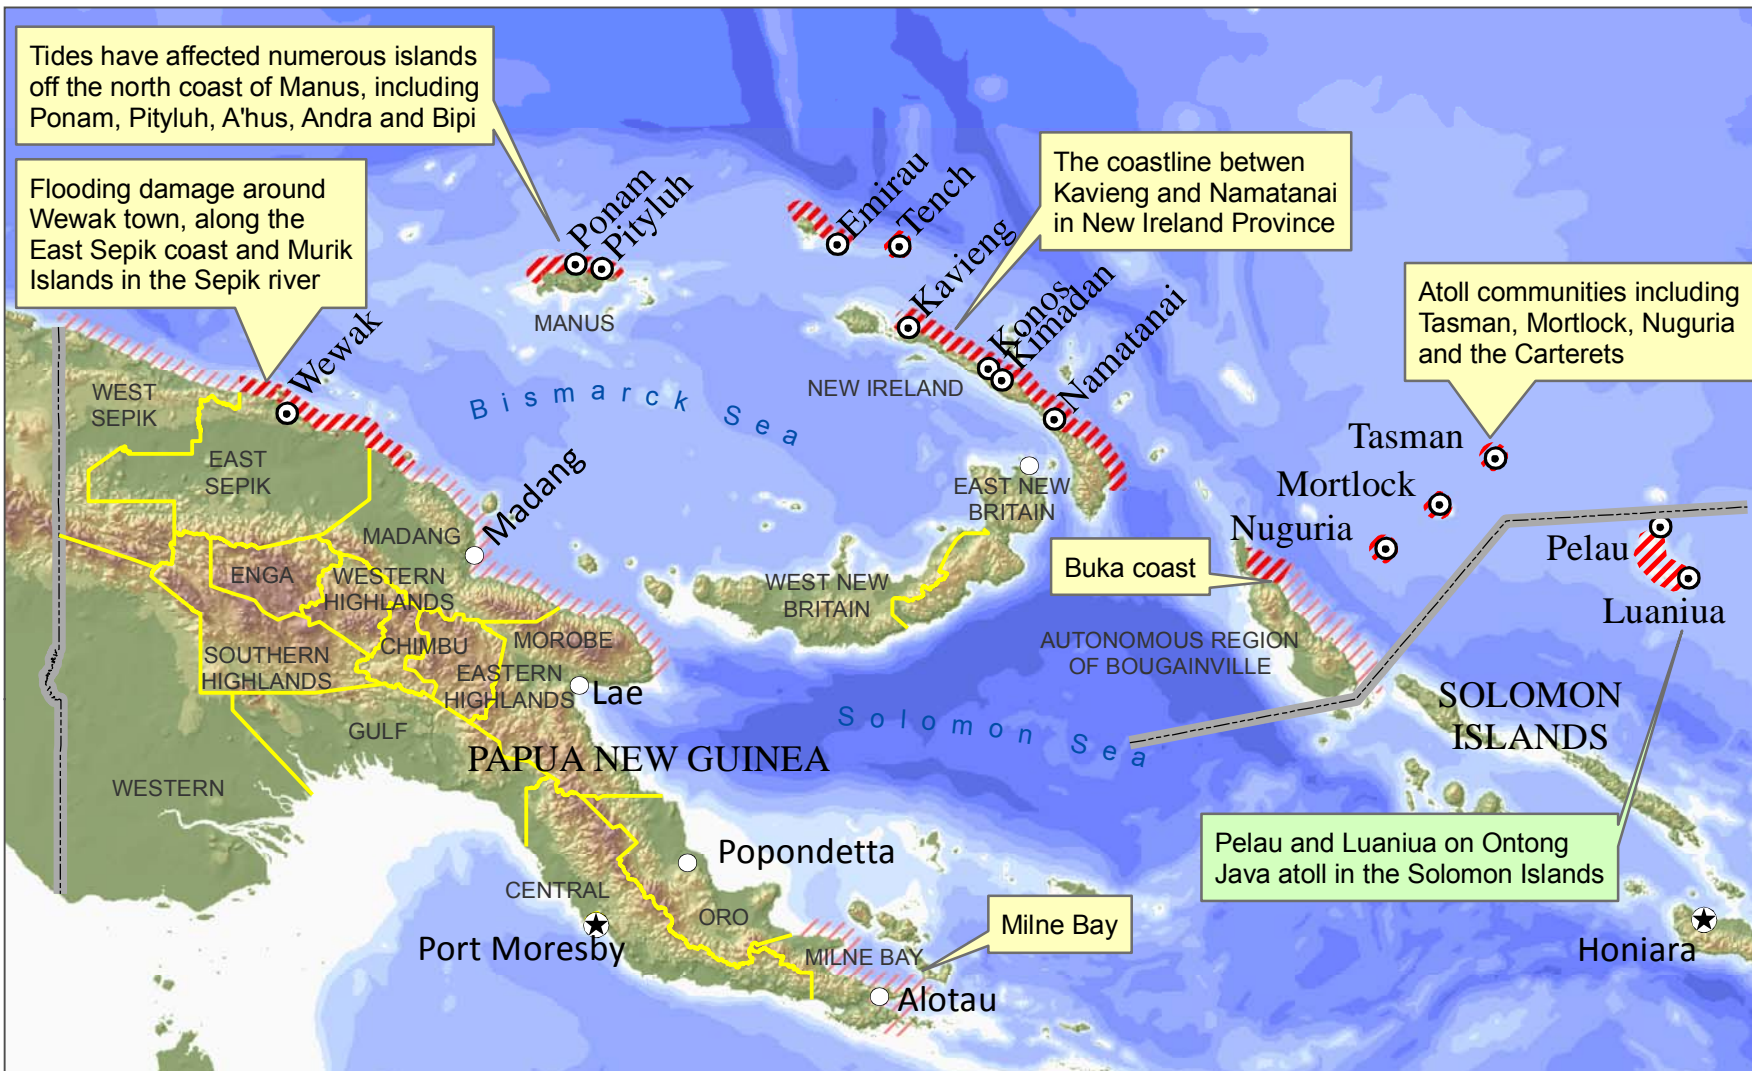 Tides have affected numerous islands
off the north coast of Manus, including
Ponam, Pityluh, A'hus, Andra and Bipi
Flooding damage around
Wewak town, along the
East Sepik coast and Murik
Islands in the Sepik river
The coastline betwen
Kavieng and Namatanai
in New Ireland Province
Atoll communities including
Tasman, Mortlock, Nuguria
and the Carterets
Ponam
Pityluh
Emirau
Tench
Kavieng
Konos
Kimadan
Namatanai
MANUS
NEW IRELAND
Wewak
WEST
SEPIK
Bismarck Sea
EAST
SEPIK
Madang
MADANG
EAST NEW
BRITAIN
Tasman
Mortlock
Nuguria
Pelau
Luaniua
Buka coast
ENGA
WESTERN
HIGHLANDS
WEST NEW
BRITAIN
CHIMBU
MOROBE
SOUTHERN
HIGHLANDS
EASTERN
HIGHLANDS
Lae
AUTONOMOUS REGION
OF BOUGAINVILLE
GULF
Solomon Sea
SOLOMON
ISLANDS
PAPUA NEW GUINEA
WESTERN
Popondetta
Pelau and Luaniua on Ontong
Java atoll in the Solomon Islands
CENTRAL
ORO
Port Moresby
MILNE BAY
Milne Bay
Alotau
Honiara